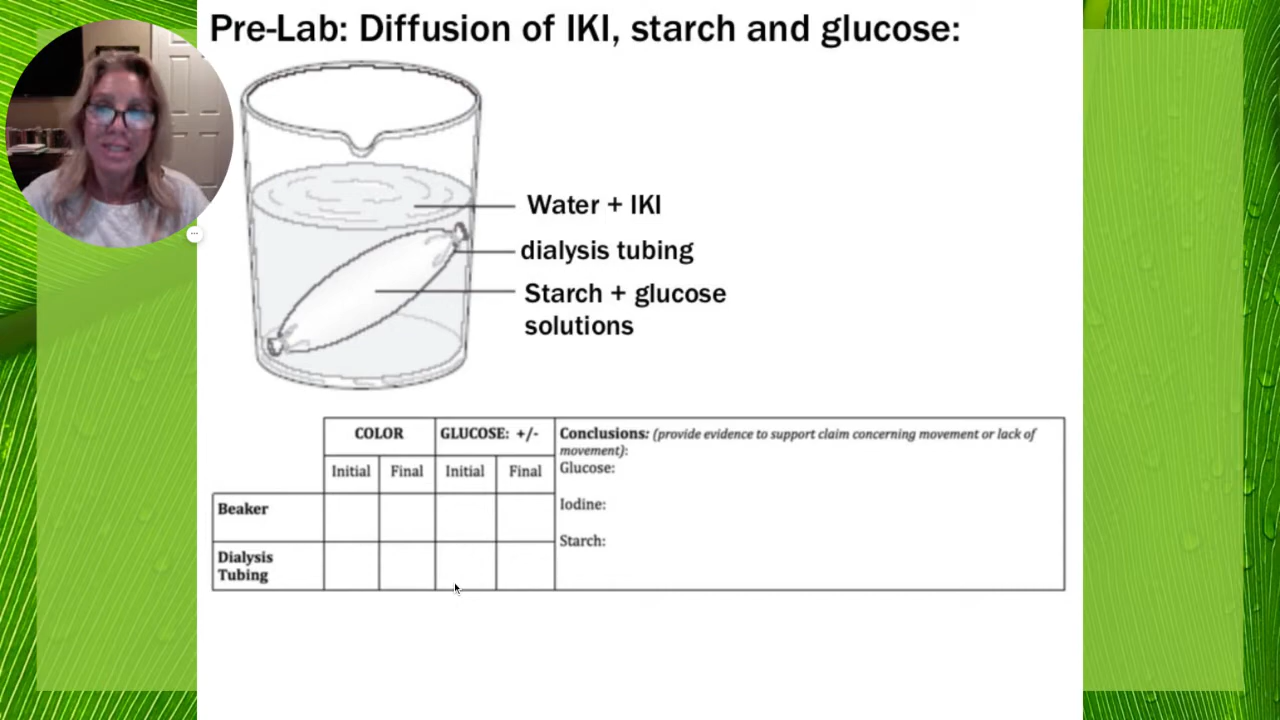 Pre-Lab: Diffusion of IKI, starch and glucose:
Water + IKI
dialysis tubing
Starch + glucose
solutions
COLOR GLUCOSE: +/- Conclusions: (provide evidence to support claim concerning movement or lack of
movement):
Initial Final Initial Final Glucose:
Beaker Iodine:
Starch:
Dialysis
Tubing